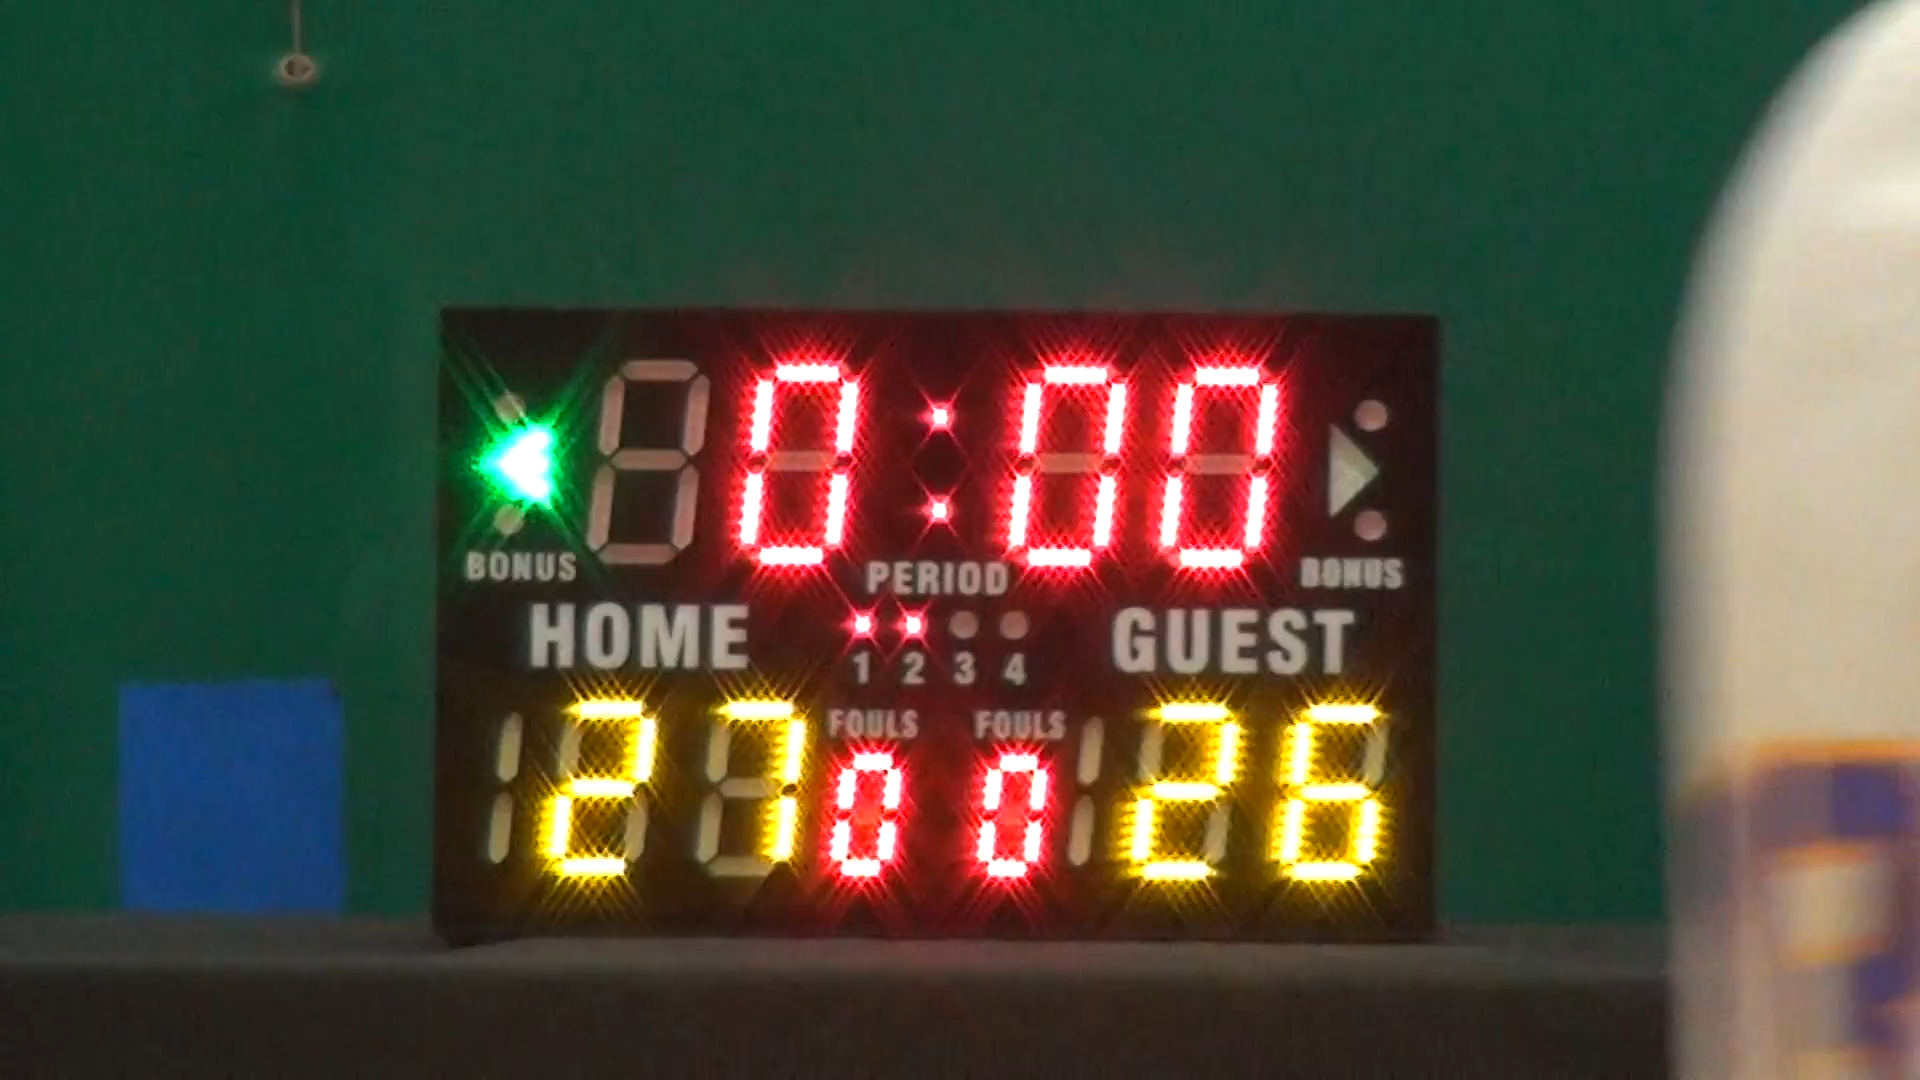 0:00
BONUS PERIOD BONUS
HOME GUEST
1 2 3 4
FOULS FOULS
27 0 0 26